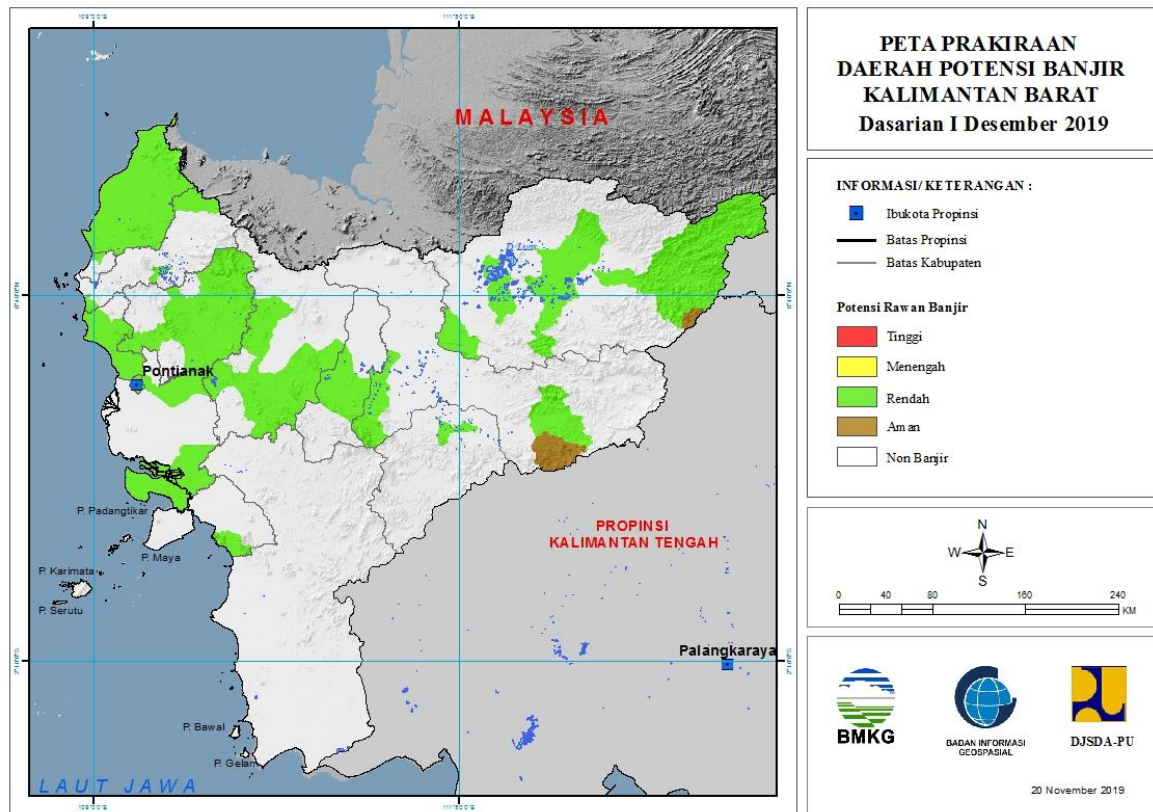 MALAYSIA
D. Luar
Pontianak
P. Padangtikar
P. Maya
P. Karimata
P. Serutu
PROPINSI
KALIMANTAN TENGAH
Palangkaraya
P. Bawal
P. Gelam
LAUT JAWA
PETA PRAKIRAAN
DAERAH POTENSI BANJIR
KALIMANTAN BARAT
Dasarian I Desember 2019
INFORMASI/ KETERANGAN :
Ibukota Propinsi
Batas Propinsi
Batas Kabupaten
Potensi Rawan Banjir
Tinggi
Menengah
Rendah
Aman
Non Banjir
N
W E
S
0 40 80 160 240
KM
BMKG
BADAN INFORMASI
GEOSPASIAL
DJSDA-PU
20 November 2019